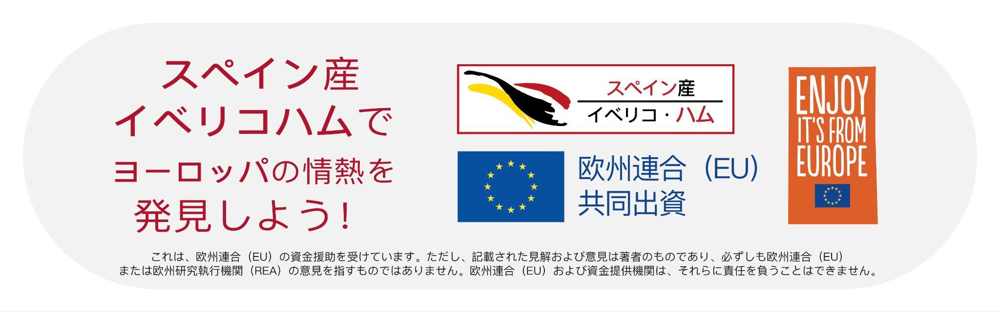 スペイン産
イベリコハムで
ヨーロッパの情熱を
発見しよう!
スペイン産
イベリコ・ハム
欧州連合（EU）
共同出資
ENJOY
IT'S FROM
EUROPE
これは、欧州連合（EU）の資金援助を受けています。ただし、記載された見解および意見は著者のものであり、必ずしも欧州連合（EU）
または欧州研究執行機関（REA）の意見を指すものではありません。欧州連合（EU）および資金提供機関は、それらに責任を負うことはできません。